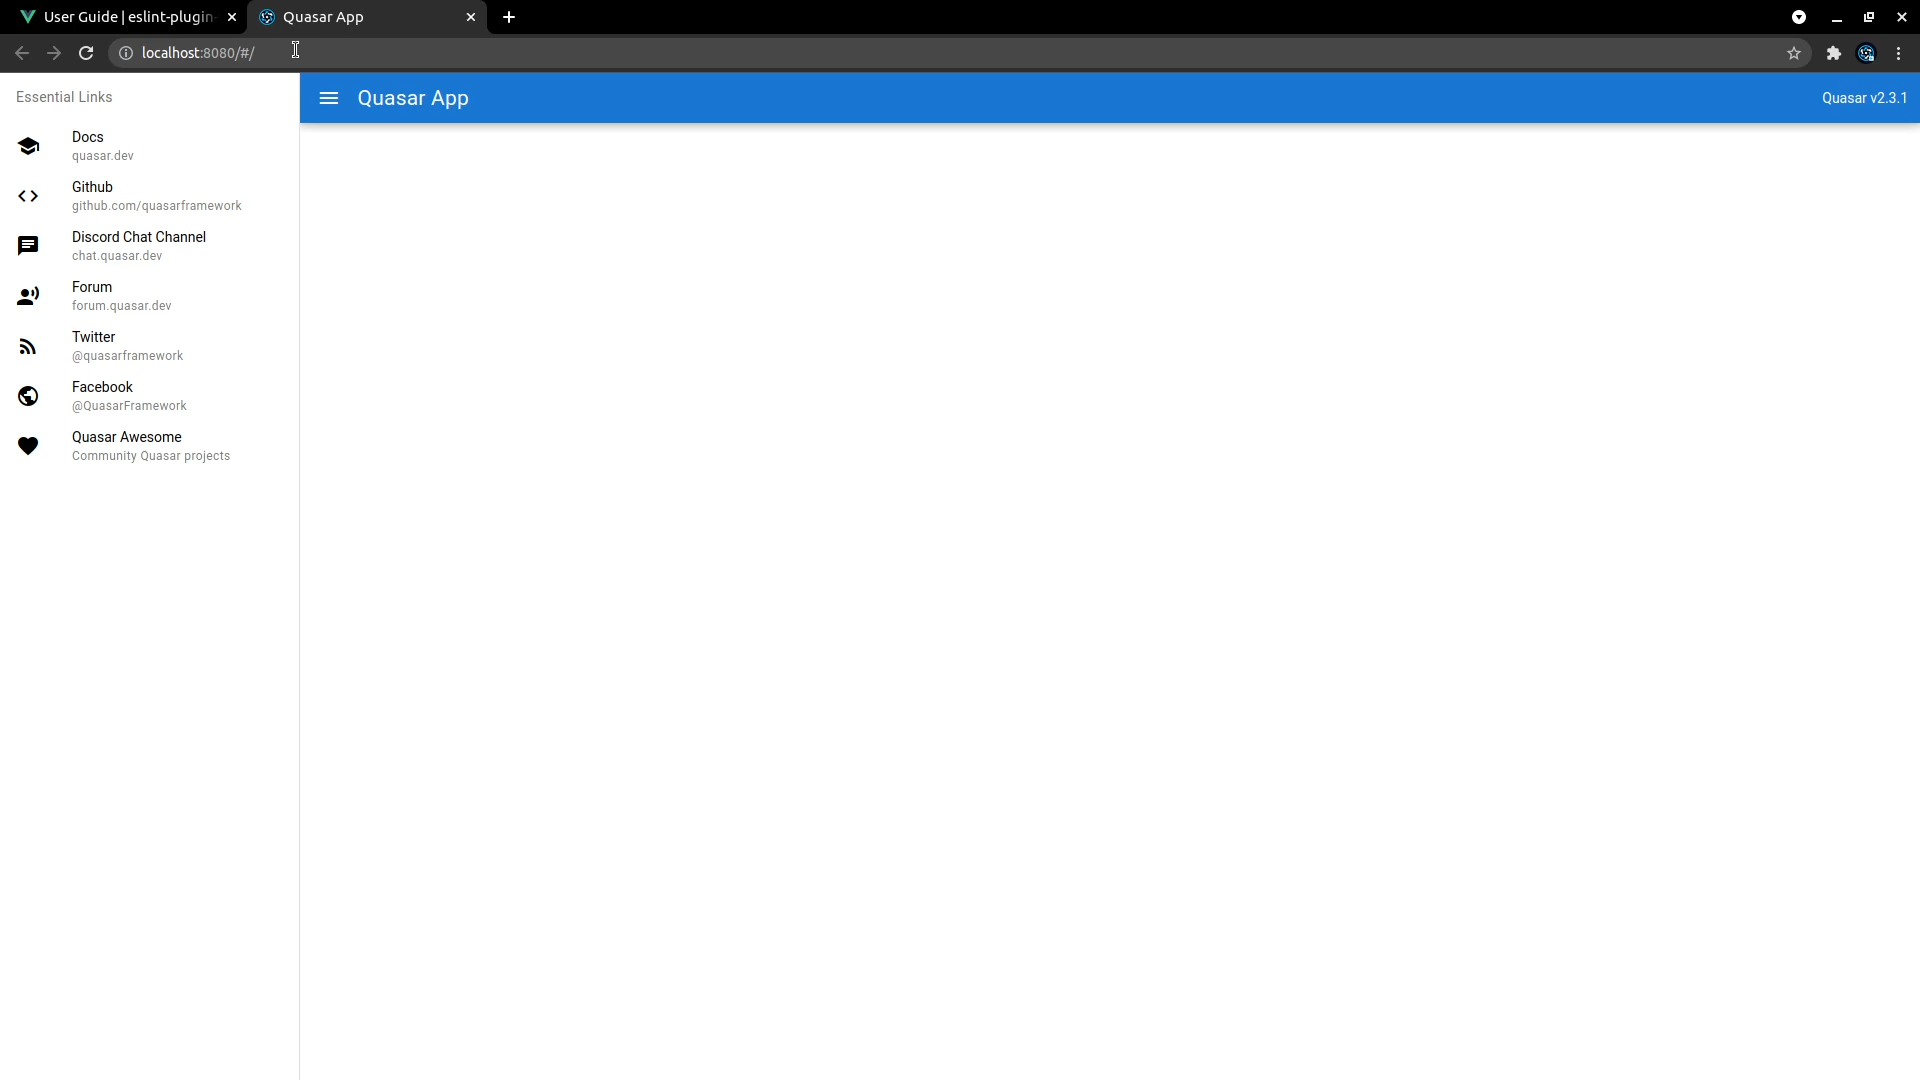 User Guide | eslint-plugin-
Quasar App
localhost:8080/#/
Essential Links
Quasar App
Quasar v2.3.1
Docs
quasar.dev
Github
github.com/quasarframework
Discord Chat Channel
chat.quasar.dev
Forum
forum.quasar.dev
Twitter
@quasarframework
Facebook
@QuasarFramework
Quasar Awesome
Community Quasar projects